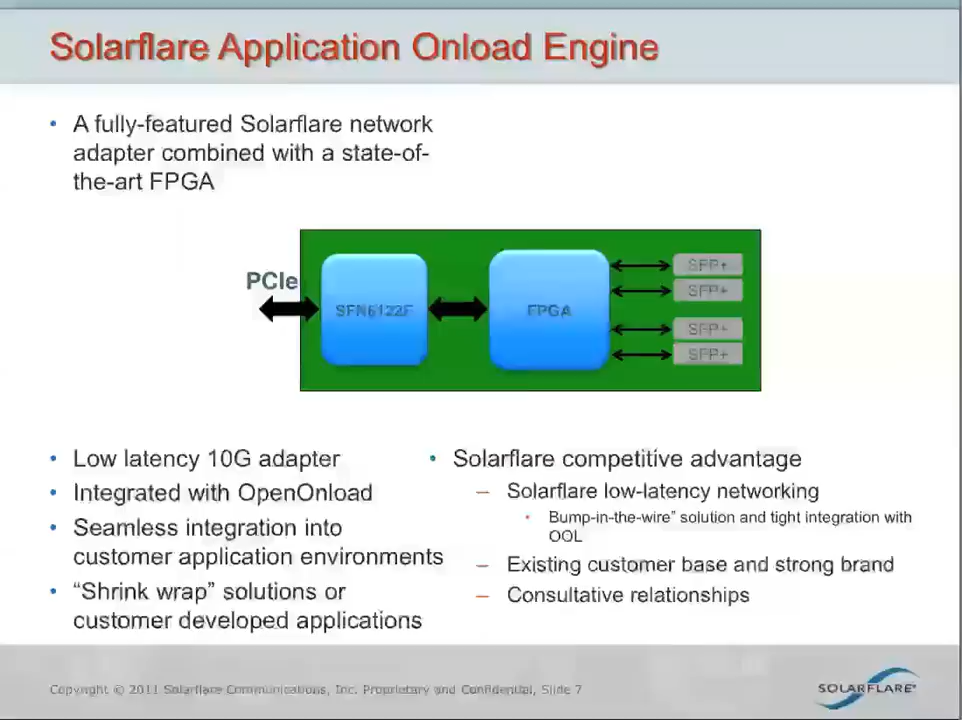 Solarflare Application Onload Engine
• A fully-featured Solarflare network
adapter combined with a state-of-
the-art FPGA
PCIe
SFN6122F
FPGA
SFP+
SFP+
SFP+
SFP+
• Low latency 10G adapter
• Integrated with OpenOnload
• Seamless integration into
customer application environments
• “Shrink wrap” solutions or
customer developed applications
• Solarflare competitive advantage
– Solarflare low-latency networking
• Bump-in-the-wire” solution and tight integration with
OOL
– Existing customer base and strong brand
– Consultative relationships
Copyright © 2011 Solarflare Communications, Inc. Proprietary and Confidential, Slide 7
SOLARFLARE®